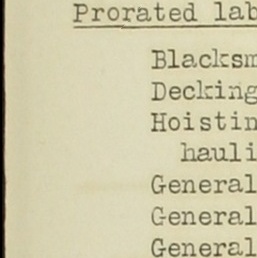 Prorated lab
Blacksm
Decking
Hoistin
hauli
General
General
General